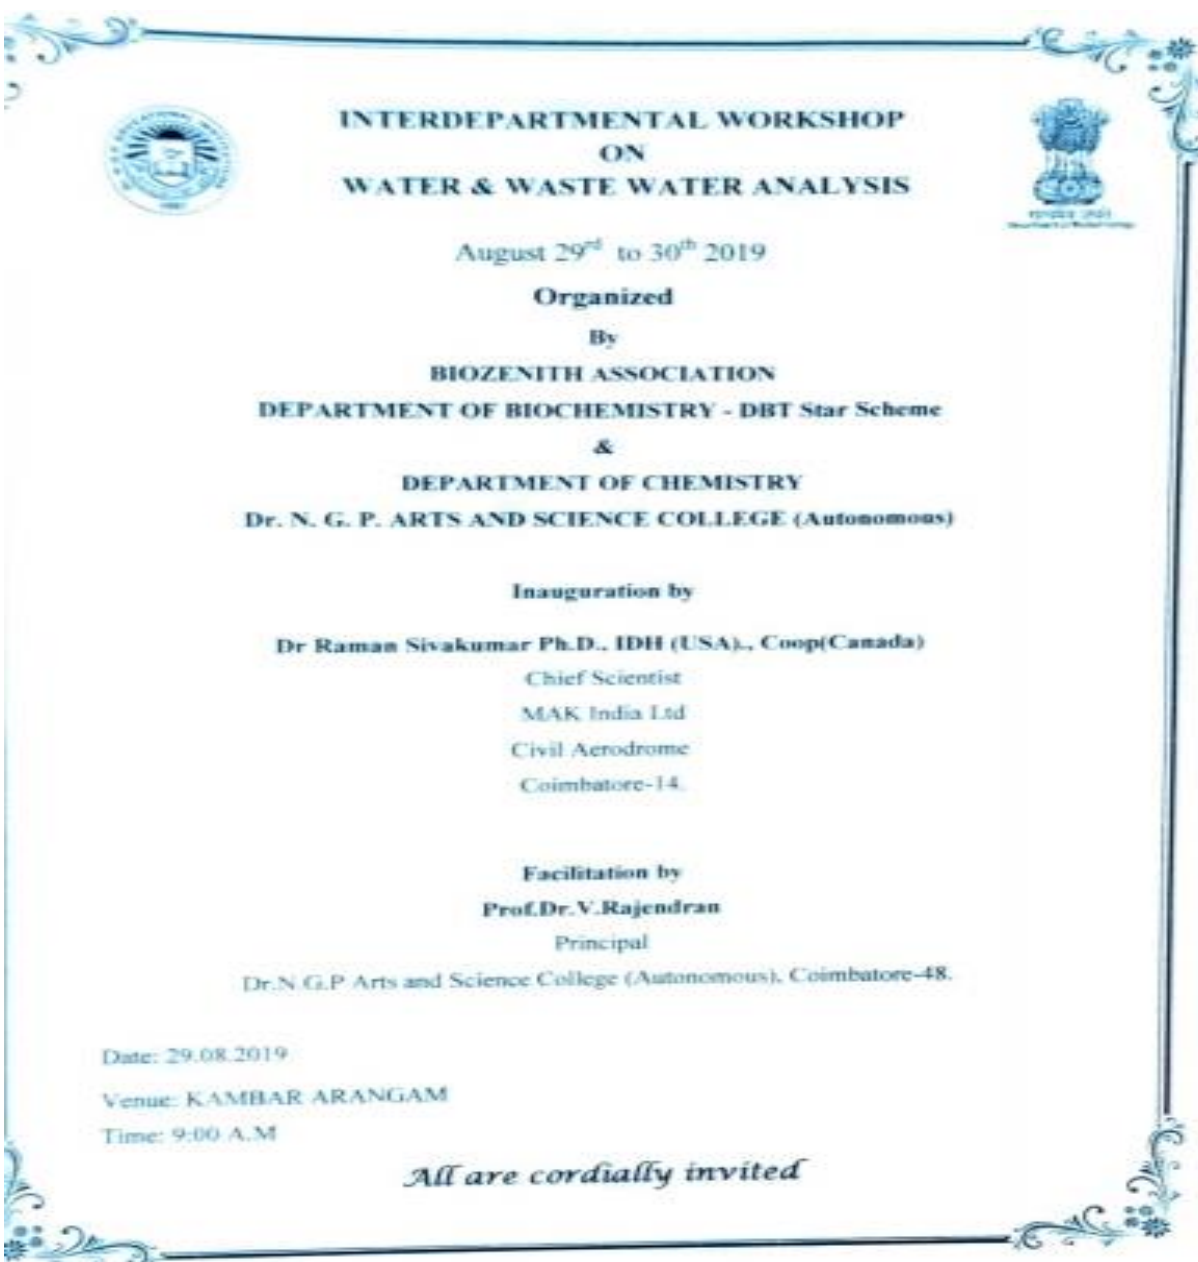 INTERDEPARTMENTAL WORKSHOP
ON
WATER & WASTE WATER ANALYSIS
August 29rd to 30th 2019
Organized
By
BIOZENITH ASSOCIATION
DEPARTMENT OF BIOCHEMISTRY - DBT Star Scheme
&
DEPARTMENT OF CHEMISTRY
Dr. N. G. P. ARTS AND SCIENCE COLLEGE (Autonomous)
Inauguration by
Dr Raman Sivakumar Ph.D., IDH (USA)., Coop(Canada)
Chief Scientist
MAK India Ltd
Civil Aerodrome
Coimbatore-14.
Facilitation by
Prof.Dr.V.Rajendran
Principal
Dr.N.G.P Arts and Science College (Autonomous), Coimbatore-48.
Date: 29.08.2019
Venue: KAMBAR ARANGAM
Time: 9:00 A.M
All are cordially invited